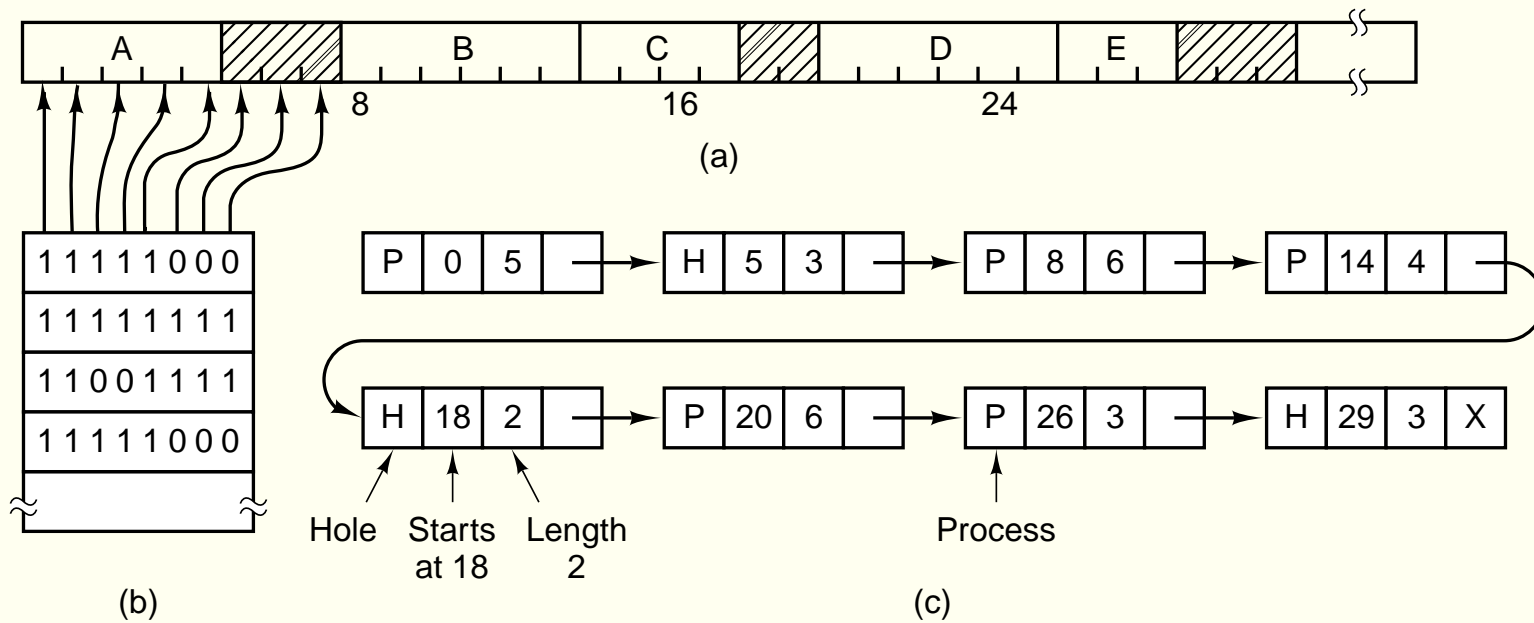 A B C D E
8 16 24
(a)
1 1 1 1 1 0 0 0
1 1 1 1 1 1 1 1
1 1 0 0 1 1 1 1
1 1 1 1 1 0 0 0
(b)
P 0 5 H 5 3 P 8 6 P 14 4
H 18 2 P 20 6 P 26 3 H 29 3 X
Hole Starts Length Process
at 18 2
(c)